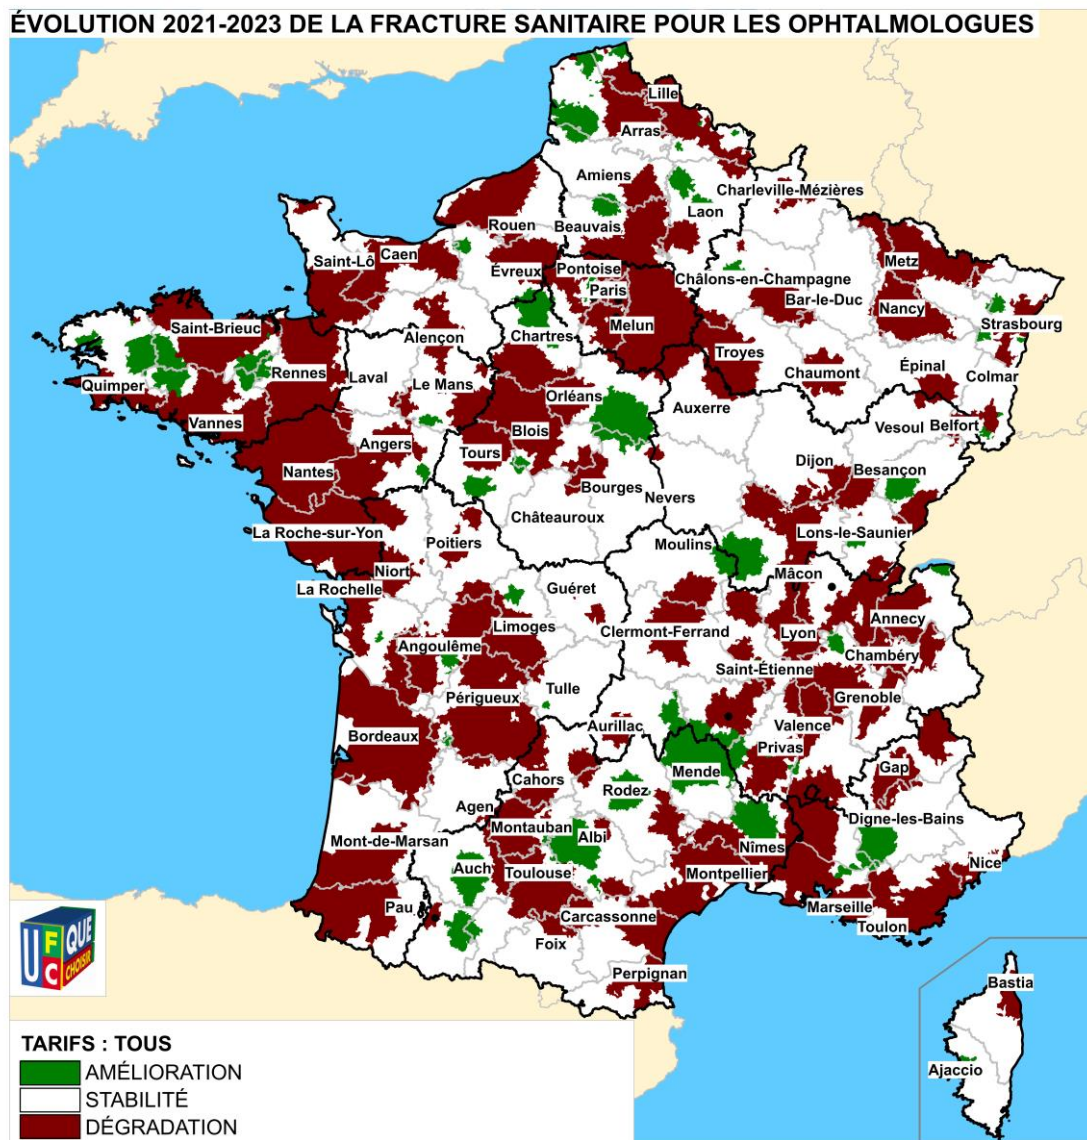 ÉVOLUTION 2021-2023 DE LA FRACTURE SANITAIRE POUR LES OPHTALMOLOGUES
Lille
Arras
Amiens
Charleville-Mézières
Laon
Rouen
Beauvais
Caen
Saint-Lô
Metz
Évreux
Pontoise
Châlons-en-Champagne
Paris
Bar-le-Duc
Nancy
Melun
Strasbourg
Saint-Brieuc
Chartres
Alençon
Troyes
Épinal
Rennes
Laval
Chaumont
Colmar
Quimper
Le Mans
Orléans
Auxerre
Vannes
Vesoul
Belfort
Blois
Angers
Tours
Dijon
Besançon
Nantes
Bourges
Nevers
Châteauroux
La Roche-sur-Yon
Lons-le-Saunier
Poitiers
Moulins
Niort
Mâcon
La Rochelle
Guéret
Annecy
Limoges
Clermont-Ferrand
Lyon
Angoulême
Chambéry
Saint-Étienne
Tulle
Périgueux
Grenoble
Aurillac
Valence
Bordeaux
Privas
Gap
Mende
Cahors
Rodez
Agen
Digne-les-Bains
Montauban
Albi
Mont-de-Marsan
Nîmes
Nice
Auch
Toulouse
Montpellier
Pau
Marseille
Carcassonne
Toulon
Foix
Perpignan
Bastia
Ajaccio
UFC QUE CHOISIR
TARIFS : TOUS
AMÉLIORATION
STABILITÉ
DÉGRADATION